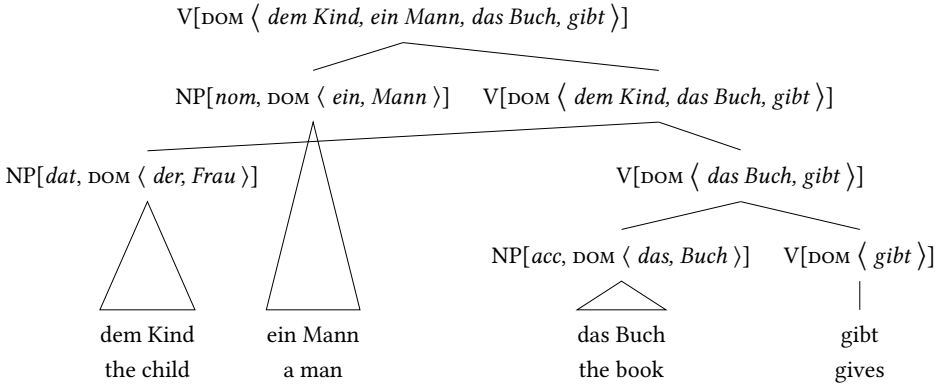 V[DOM ⟨ dem Kind, ein Mann, das Buch, gibt ⟩]
NP[nom, DOM ⟨ ein, Mann ⟩] V[DOM ⟨ dem Kind, das Buch, gibt ⟩]
NP[dat, DOM ⟨ der, Frau ⟩] V[DOM ⟨ das Buch, gibt ⟩]
NP[acc, DOM ⟨ das, Buch ⟩] V[DOM ⟨ gibt ⟩]
dem Kind ein Mann das Buch gibt
the child a man the book gives